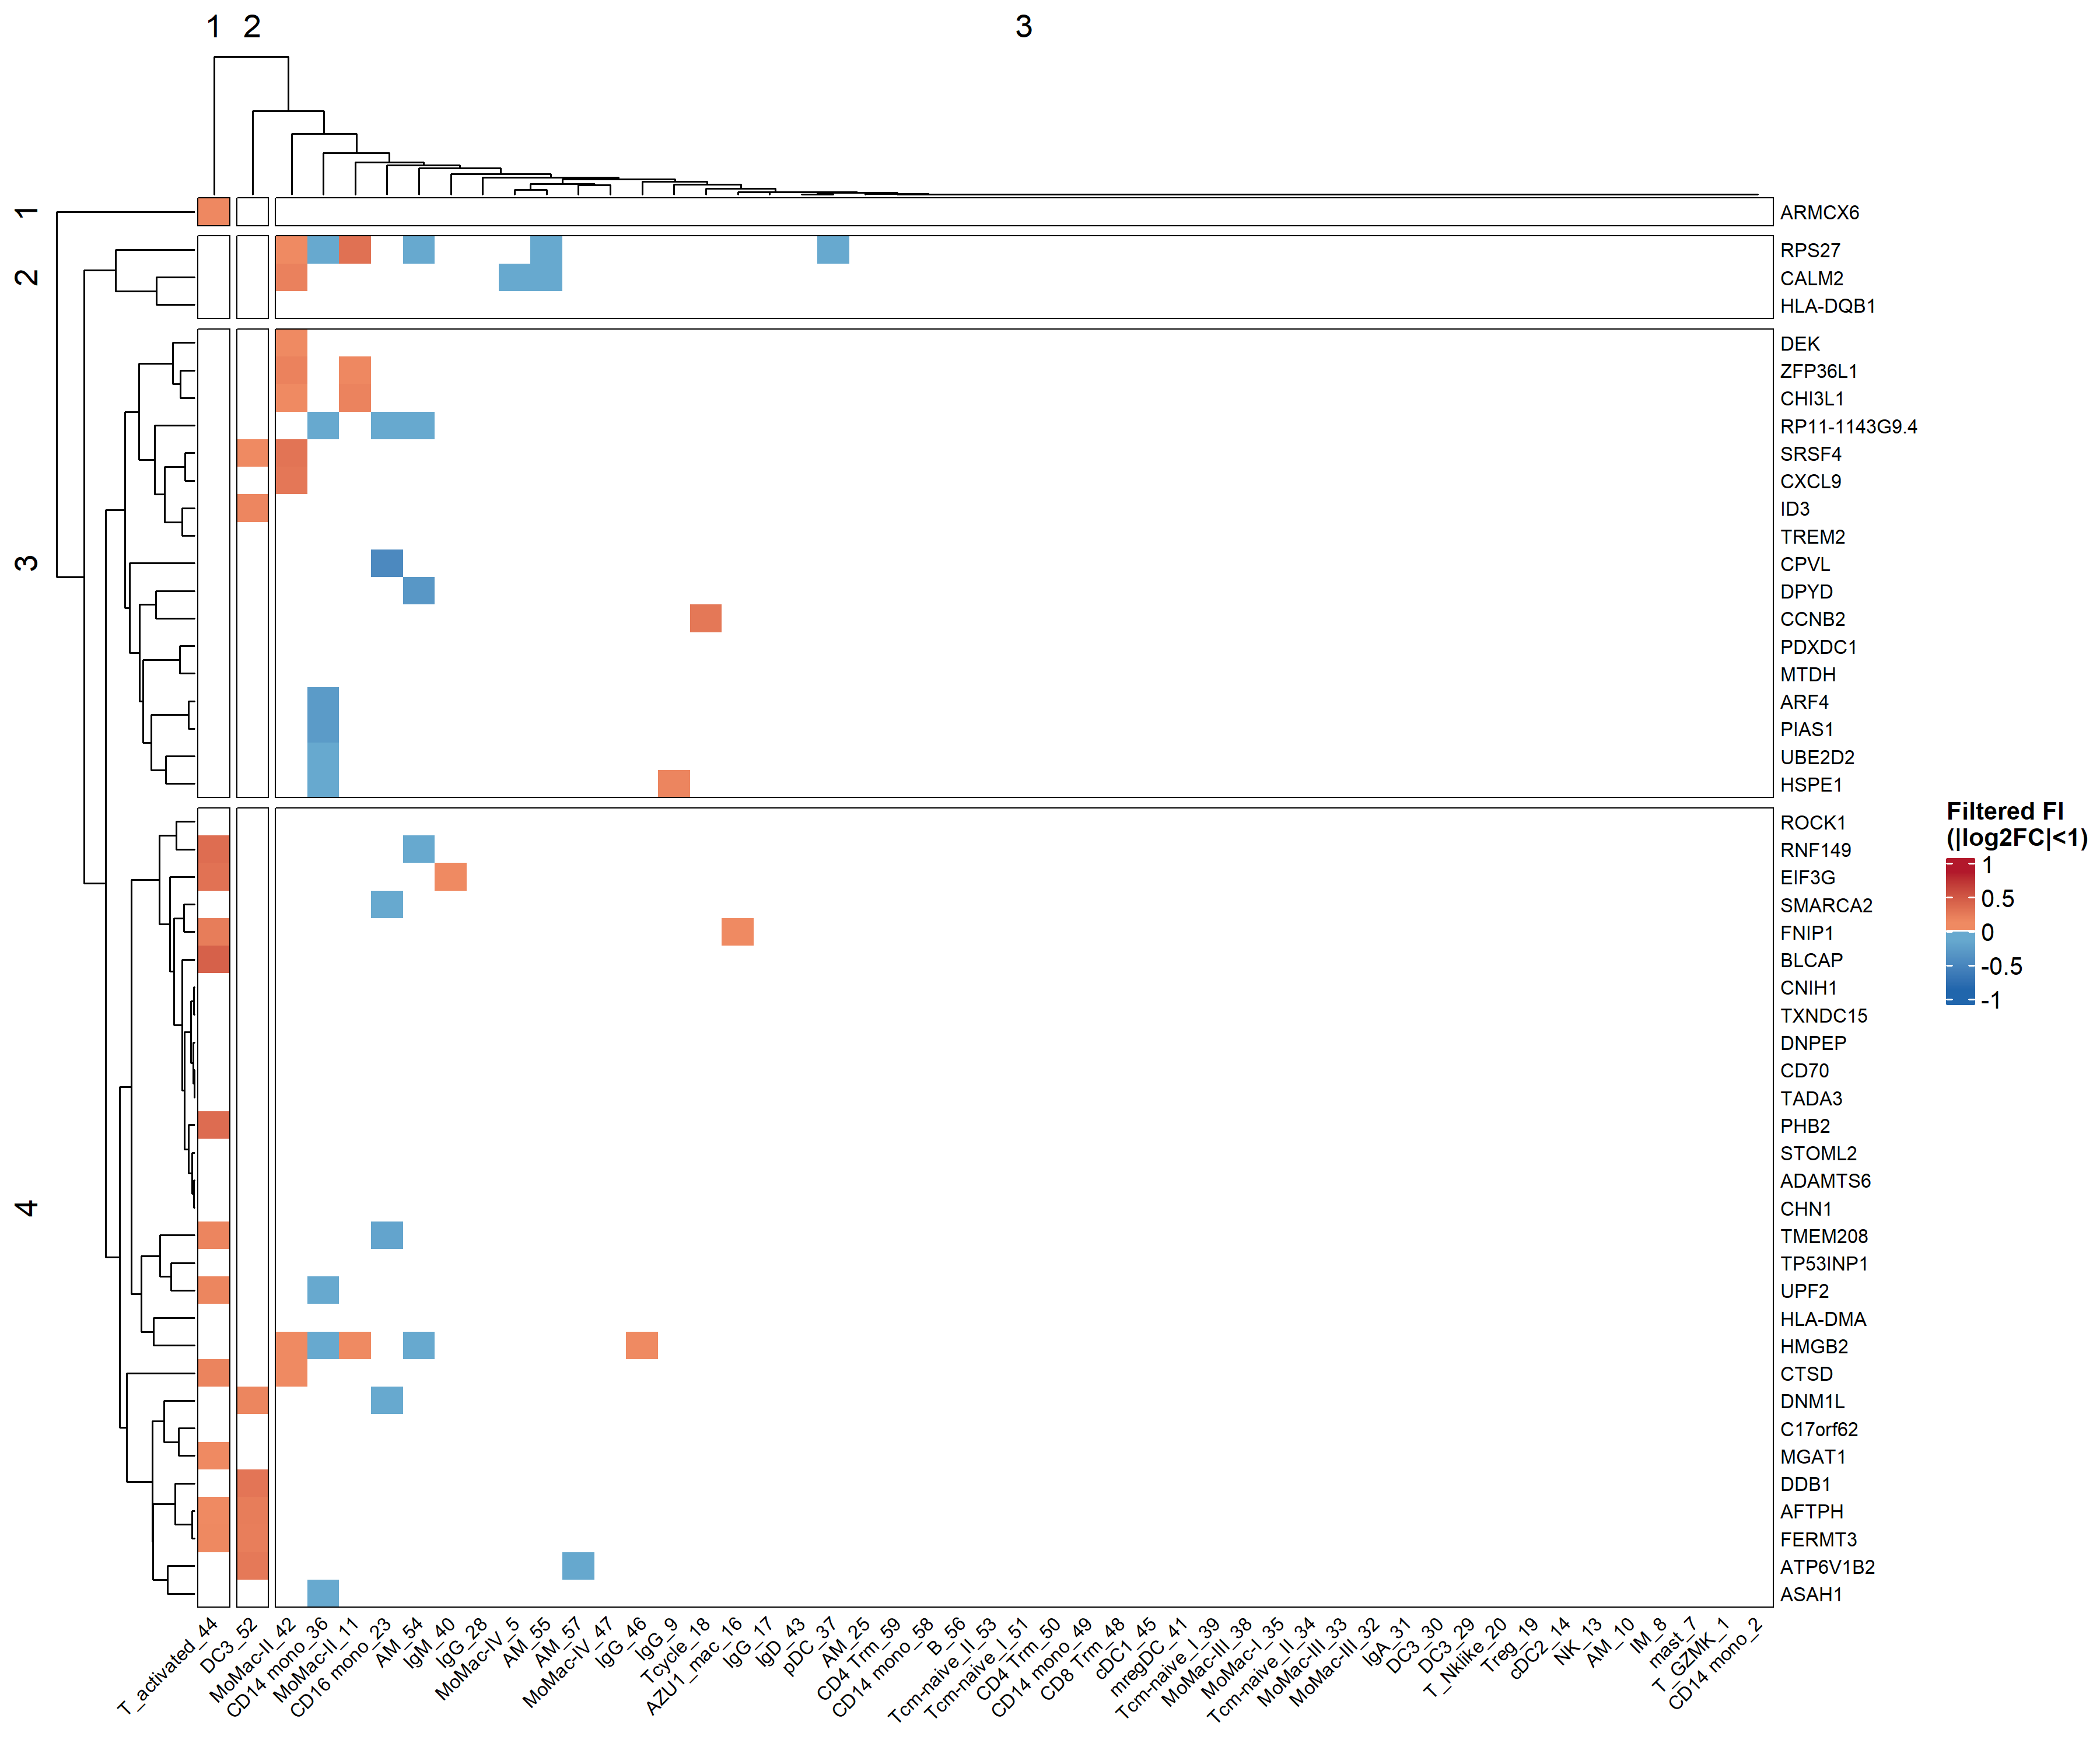 1 2 3
1
2
3
4
ARMCX6
RPS27
CALM2
HLA-DQB1
DEK
ZFP36L1
CHI3L1
RP11-1143G9.4
SRSF4
CXCL9
ID3
TREM2
CPVL
DPYD
CCNB2
PDXDC1
MTDH
ARF4
PIAS1
UBE2D2
HSPE1
ROCK1
RNF149
EIF3G
SMARCA2
FNIP1
BLCAP
CNIH1
TXNDC15
DNPEP
CD70
TADA3
PHB2
STOML2
ADAMTS6
CHN1
TMEM208
TP53INP1
UPF2
HLA-DMA
HMGB2
CTSD
DNM1L
C17orf62
MGAT1
DDB1
AFTPH
FERMT3
ATP6V1B2
ASAH1
Filtered FI
(|log2FC|<1)
1
0.5
0
-0.5
-1
T_activated_44
DC3_52
MoMac-II_42
CD14 mono_36
MoMac-II_11
CD16 mono_23
AM_54
IgM_40
IgG_28
MoMac-IV_5
AM_55
AM_57
MoMac-IV_47
IgG_46
IgG_9
Tcycle_18
AZU1_mac_16
IgG_17
IgD_43
pDC_37
AM_25
CD4 Trm_59
CD14 mono_58
B_56
Tcm-naive_II_53
Tcm-naive_I_51
CD4 Trm_50
CD14 mono_49
CD8 Trm_48
cDC1_45
mregDC_41
Tcm-naive_I_39
MoMac-III_38
MoMac-I_35
Tcm-naive_II_34
MoMac-III_33
MoMac-III_32
IgA_31
DC3_30
DC3_29
T_Nklike_20
Treg_19
cDC2_14
NK_13
AM_10
IM_8
mast_7
T_GZMK_1
CD14 mono_2